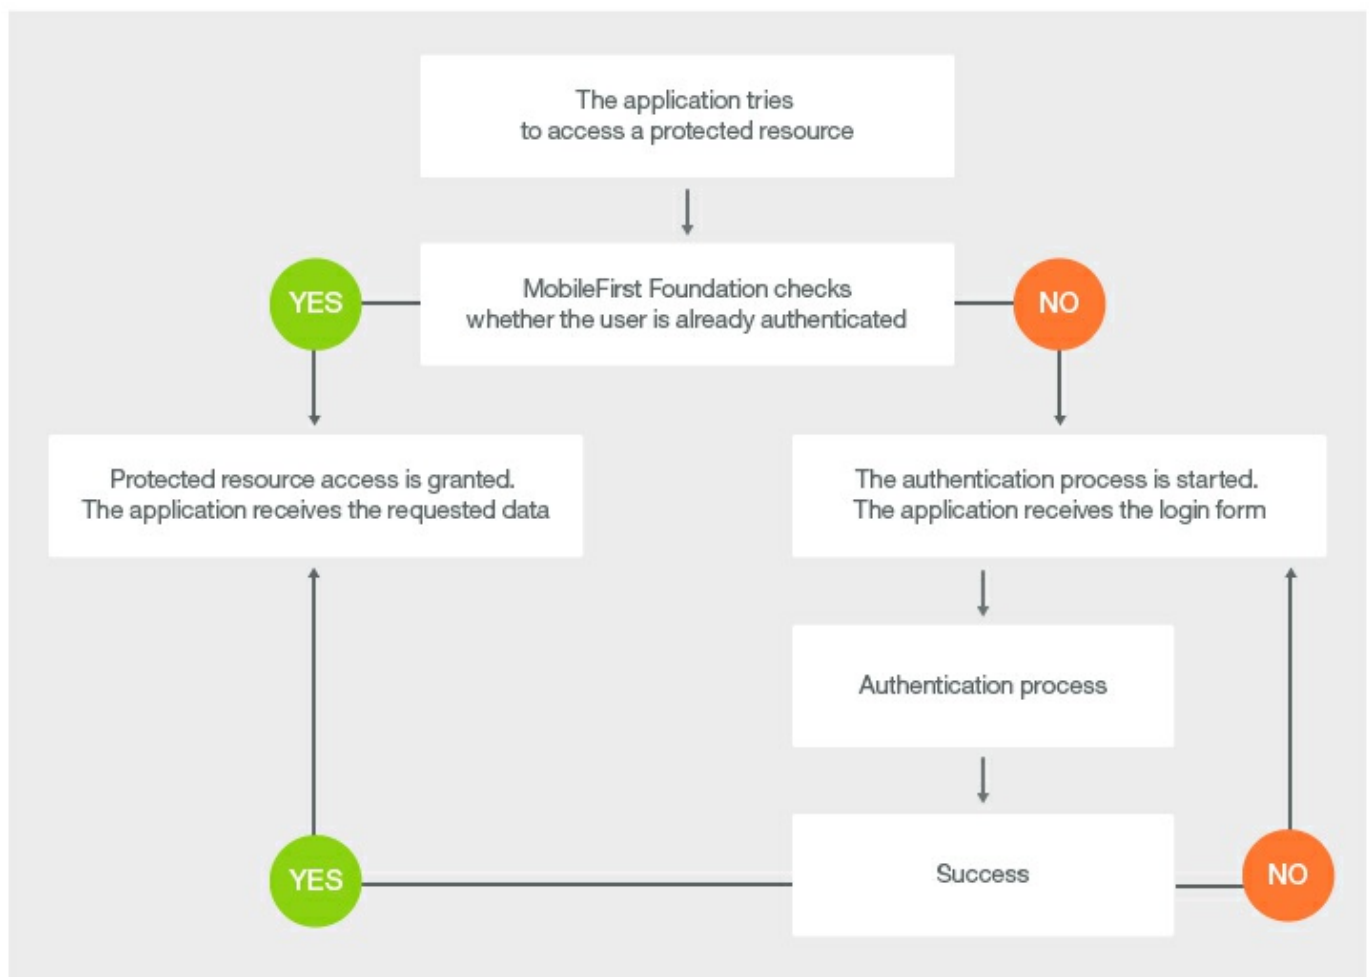 The application tries
to access a protected resource
YES
MobileFirst Foundation checks
whether the user is already authenticated
NO
Protected resource access is granted.
The application receives the requested data
The authentication process is started.
The application receives the login form
Authentication process
YES
Success
NO